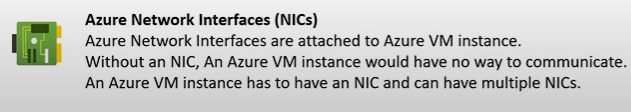 Azure Network Interfaces (NICs)
Azure Network Interfaces are attached to Azure VM instance.
Without an NIC, An Azure VM instance would have no way to communicate.
An Azure VM instance has to have an NIC and can have multiple NICs.